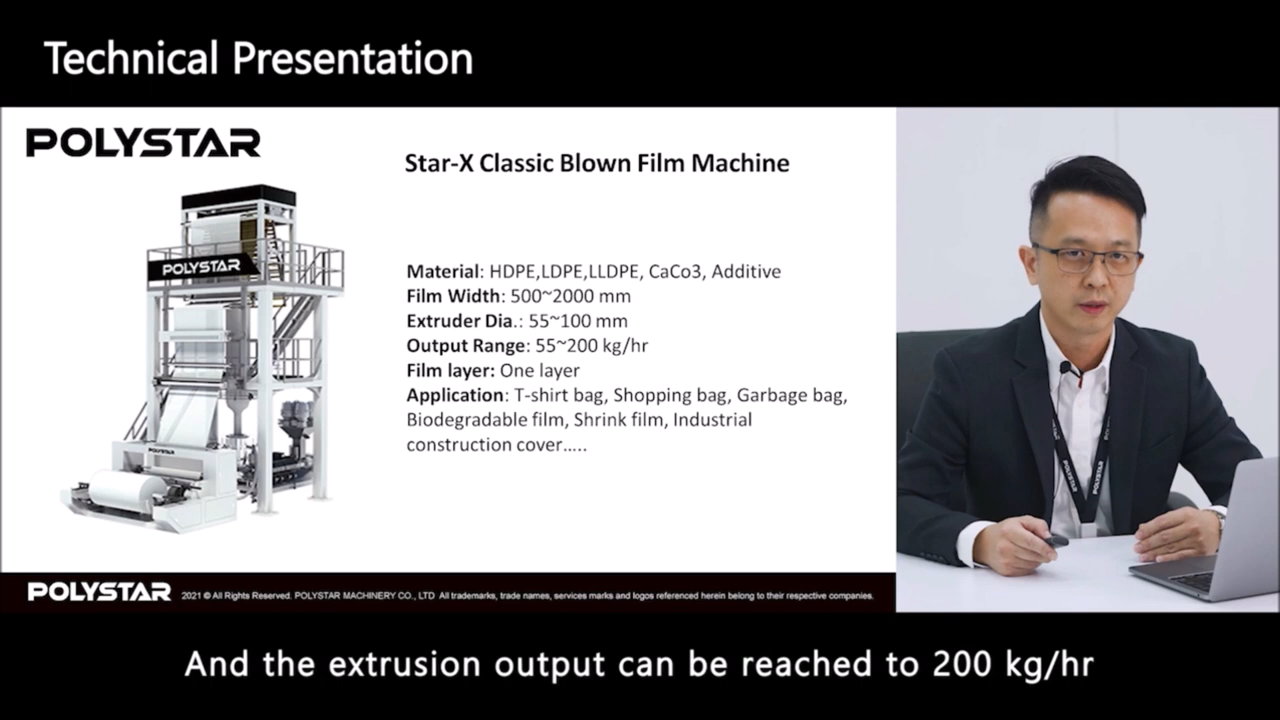 Technical Presentation
POLYSTAR
Star-X Classic Blown Film Machine
POLYSTAR
Material: HDPE,LDPE,LLDPE, CaCo3, Additive
Film Width: 500~2000 mm
Extruder Dia.: 55~100 mm
Output Range: 55~200 kg/hr
Film layer: One layer
Application: T-shirt bag, Shopping bag, Garbage bag,
Biodegradable film, Shrink film, Industrial
construction cover.....
POLYSTAR
POLYSTAR
POLYSTAR
POLYSTAR 2021 © All Rights Reserved. POLYSTAR MACHINERY CO., LTD All trademarks, trade names, services marks and logos referenced herein belong to their respective companies.
And the extrusion output can be reached to 200 kg/hr